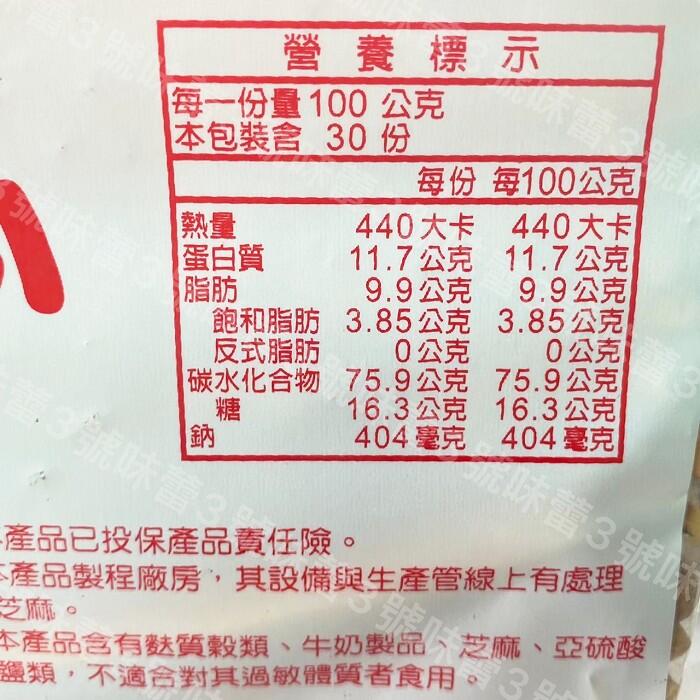 營養標示
每一份量100 公克
本包裝含 30 份
每份 每100公克
熱量 440大卡 440大卡
蛋白質 11.7公克 11.7公克
脂肪 9.9公克 9.9公克
飽和脂肪 3.85公克 3.85公克
反式脂肪 0公克 0公克
碳水化合物 75.9公克 75.9公克
糖 16.3公克 16.3公克
鈉 404毫克 404毫克
產品已投保產品責任險。
本產品製程廠房，其設備與生產管線上有處理
芝麻。
本產品含有麩質穀類、牛奶製品、芝麻、亞硫酸
鹽類，不適合對其過敏體質者食用。
3號味蕾